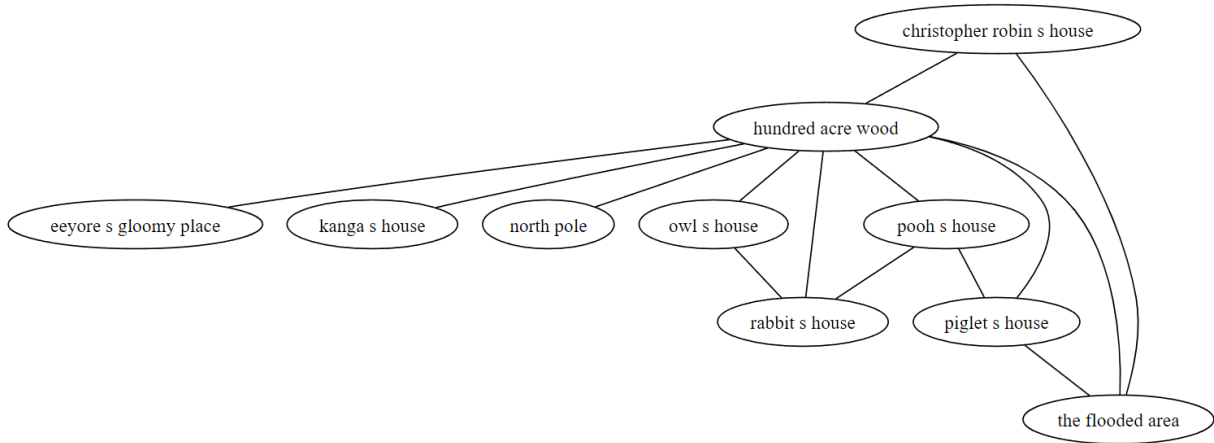 christopher robin s house
hundred acre wood
eeyore s gloomy place
kanga s house
north pole
owl s house
pooh s house
rabbit s house
piglet s house
the flooded area